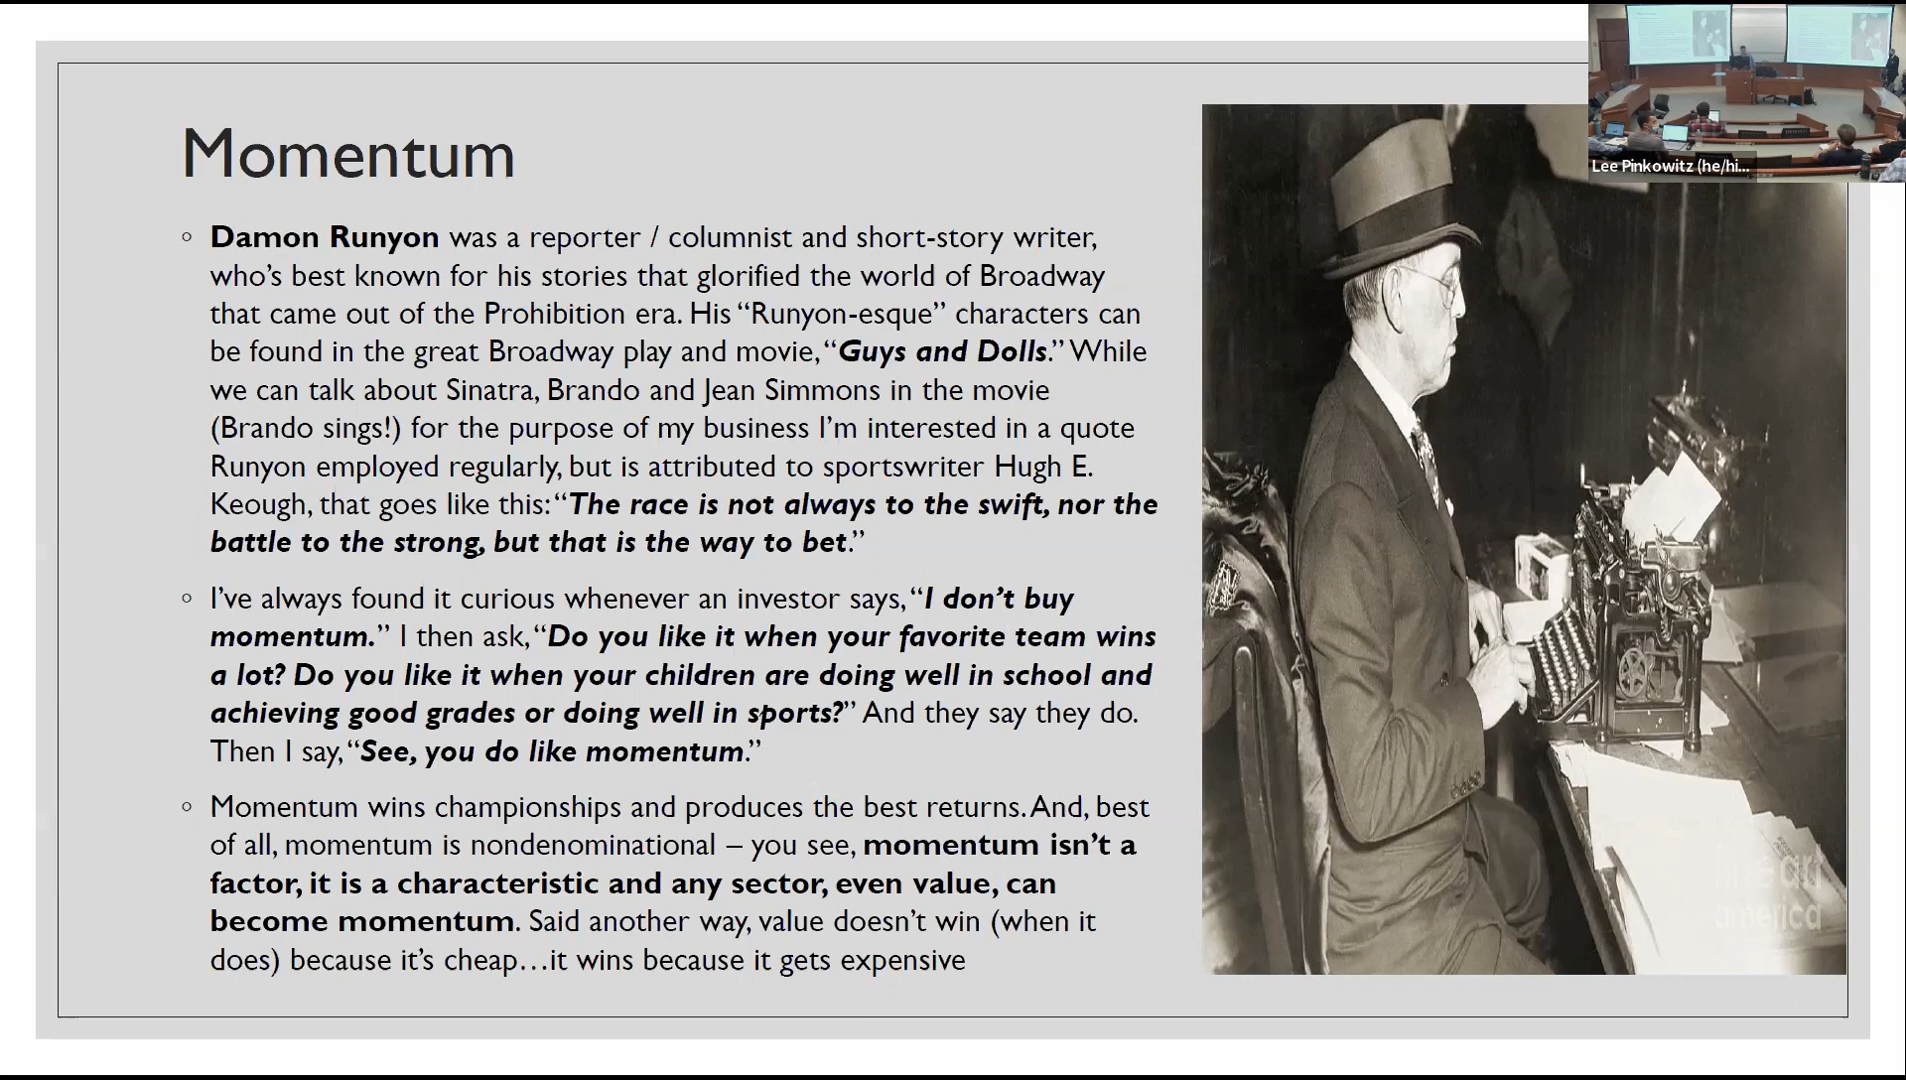 Lee Pinkowitz (he/hi...
Momentum
◦ Damon Runyon was a reporter / columnist and short-story writer,
who's best known for his stories that glorified the world of Broadway
that came out of the Prohibition era. His “Runyon-esque” characters can
be found in the great Broadway play and movie, “Guys and Dolls.” While
we can talk about Sinatra, Brando and Jean Simmons in the movie
(Brando sings!) for the purpose of my business I’m interested in a quote
Runyon employed regularly, but is attributed to sportswriter Hugh E.
Keough, that goes like this: “The race is not always to the swift, nor the
battle to the strong, but that is the way to bet.”
◦ I’ve always found it curious whenever an investor says, “I don’t buy
momentum.” I then ask, “Do you like it when your favorite team wins
a lot? Do you like it when your children are doing well in school and
achieving good grades or doing well in sports?” And they say they do.
Then I say, “See, you do like momentum.”
◦ Momentum wins championships and produces the best returns. And, best
of all, momentum is nondenominational – you see, momentum isn’t a
factor, it is a characteristic and any sector, even value, can
become momentum. Said another way, value doesn’t win (when it
does) because it’s cheap…it wins because it gets expensive
fine art
america